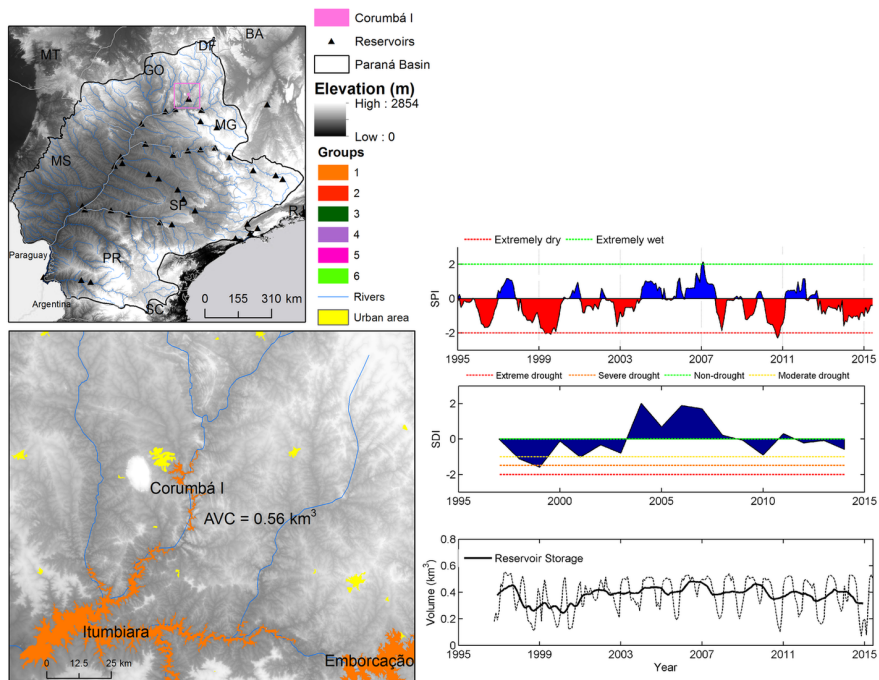 Corumbá I
Reservoirs
Paraná Basin
Elevation (m)
High : 2854
Low : 0
Groups
1
2
3
4
5
6
Rivers
Urban area
MT
GO
DF
BA
MG
MS
SP
RJ
PR
SC
Paraguay
Argentina
0 155 310 km
Corumbá I
AVC = 0.56 km³
Itumbiara
Emborcação
0 12.5 25 km
Extremely dry Extremely wet
SPI
2
0
-2
1995 1999 2003 2007 2011 2015
Extreme drought Severe drought Non-drought Moderate drought
SDI
2
0
-2
1995 2000 2005 2010 2015
Reservoir Storage
Volume (km³)
0.8
0.6
0.4
0.2
0
1995 1999 2003 2007 2011 2015
Year